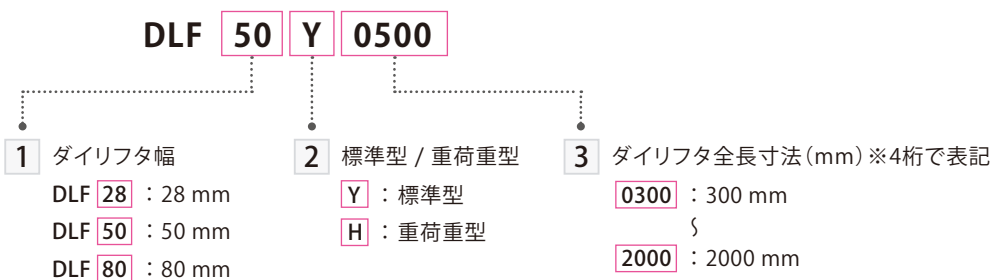 DLF 50 Y 0500
1 ダイリフタ幅
DLF 28 : 28 mm
DLF 50 : 50 mm
DLF 80 : 80 mm
2 標準型 / 重荷重型
Y : 標準型
H : 重荷重型
3 ダイリフタ全長寸法（mm）※4桁で表記
0300 : 300 mm
〜
2000 : 2000 mm